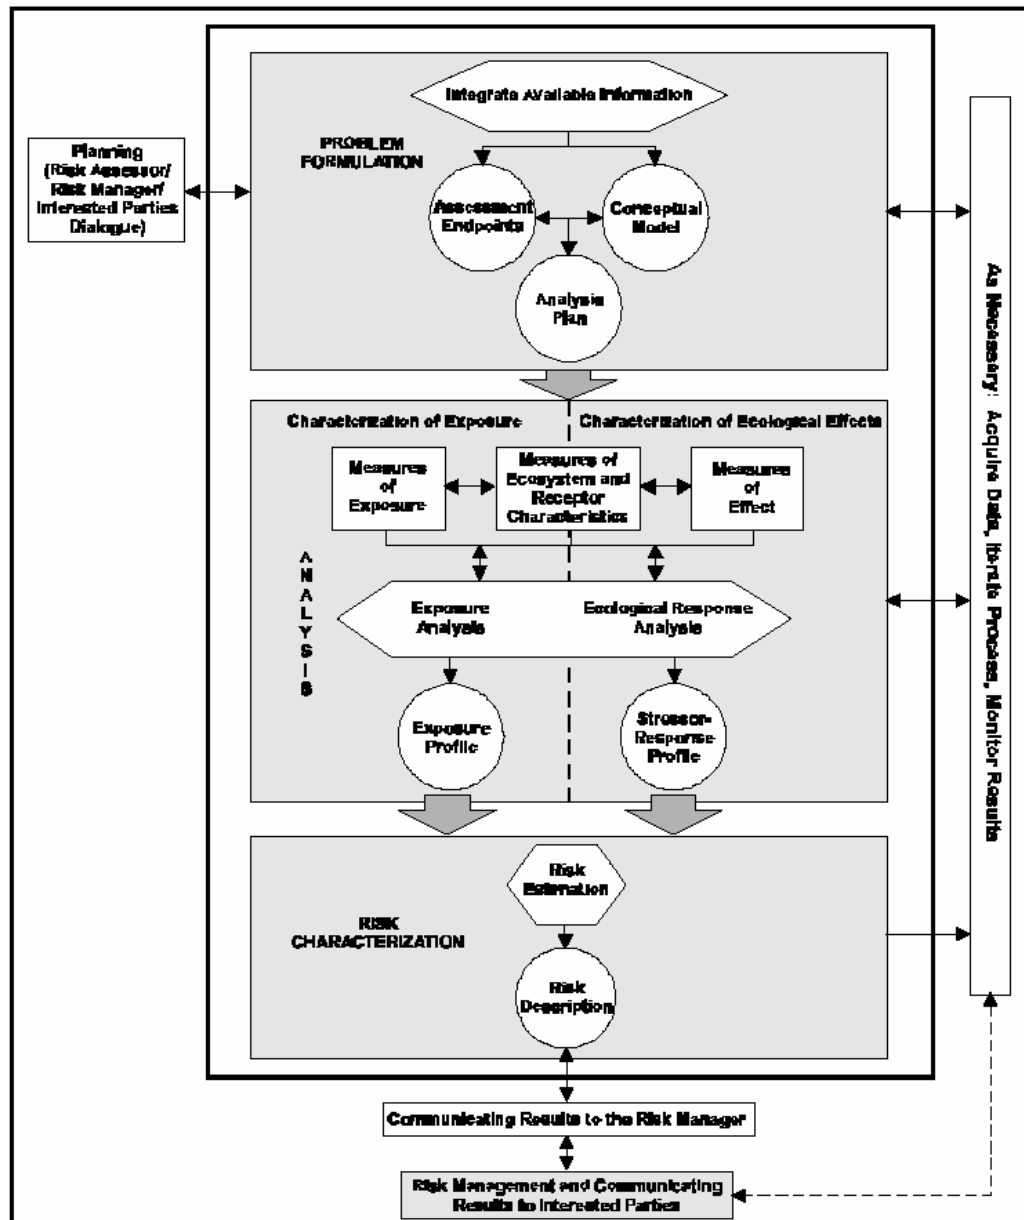 Integrate Available Information
PROBLEM
FORMULATION
Planning
(Risk Assessor/
Risk Manager/
Interested Parties
Dialogue)
Assessment
Endpoints
Conceptual
Model
Analysis
Plan
As Necessary: Acquire Data, Iterate Process, Monitor Results
Characterization of Exposure
Characterization of Ecological Effects
Measures
of
Exposure
Measures of
Ecosystem and
Receptor
Characteristics
Measures
of
Effect
ANALYSIS
Exposure
Analysis
Ecological Response
Analysis
Exposure
Profile
Stressor-
Response
Profile
Risk
Estimation
RISK
CHARACTERIZATION
Risk
Description
Communicating Results to the Risk Manager
Risk Management and Communicating
Results to Interested Parties